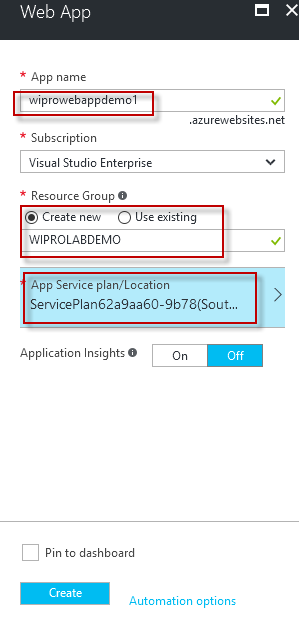 Web App
* App name
wiprowebappdemo1
.azurewebsites.net
* Subscription
Visual Studio Enterprise
* Resource Group
Create new Use existing
WIPROLABDEMO
* App Service plan/Location
ServicePlan62a9aa60-9b78(Sout...
Application Insights On Off
Pin to dashboard
Create Automation options